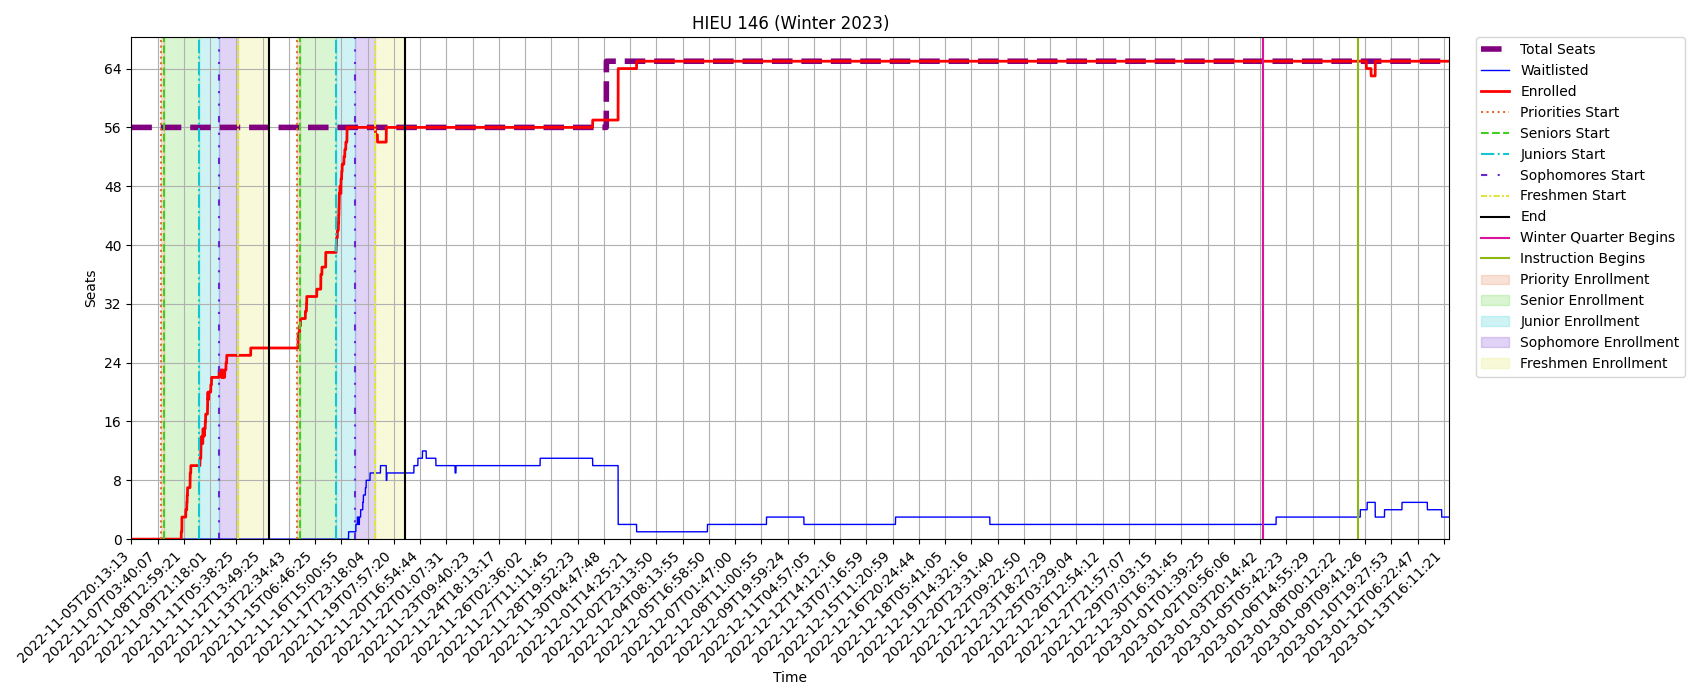 HIEU 146 (Winter 2023)
Seats
64
56
48
40
32
24
16
8
0
2022-11-05T20:13:13
2022-11-07T03:40:07
2022-11-08T12:59:21
2022-11-09T21:18:01
2022-11-11T05:38:25
2022-11-12T13:49:25
2022-11-13T22:34:43
2022-11-15T06:46:25
2022-11-16T15:00:55
2022-11-17T23:18:04
2022-11-19T07:57:20
2022-11-20T16:54:44
2022-11-22T01:07:31
2022-11-23T09:40:23
2022-11-24T18:13:17
2022-11-26T02:36:02
2022-11-27T11:11:45
2022-11-28T19:52:23
2022-11-30T04:47:48
2022-12-01T14:25:21
2022-12-02T23:13:50
2022-12-04T08:13:55
2022-12-05T16:58:50
2022-12-07T01:47:00
2022-12-08T11:00:55
2022-12-09T19:59:24
2022-12-11T04:57:05
2022-12-12T14:12:16
2022-12-13T07:16:59
2022-12-15T11:20:59
2022-12-16T20:24:44
2022-12-18T05:41:05
2022-12-19T14:32:16
2022-12-20T23:31:40
2022-12-22T09:22:50
2022-12-23T18:27:29
2022-12-25T03:29:04
2022-12-26T12:54:12
2022-12-27T21:57:07
2022-12-29T07:03:15
2022-12-30T16:31:45
2023-01-01T01:39:25
2023-01-02T10:56:06
2023-01-03T20:14:42
2023-01-05T05:42:23
2023-01-06T14:55:29
2023-01-08T00:12:22
2023-01-09T09:41:26
2023-01-10T19:27:53
2023-01-12T06:22:47
2023-01-13T16:11:21
Time
Total Seats
Waitlisted
Enrolled
Priorities Start
Seniors Start
Juniors Start
Sophomores Start
Freshmen Start
End
Winter Quarter Begins
Instruction Begins
Priority Enrollment
Senior Enrollment
Junior Enrollment
Sophomore Enrollment
Freshmen Enrollment